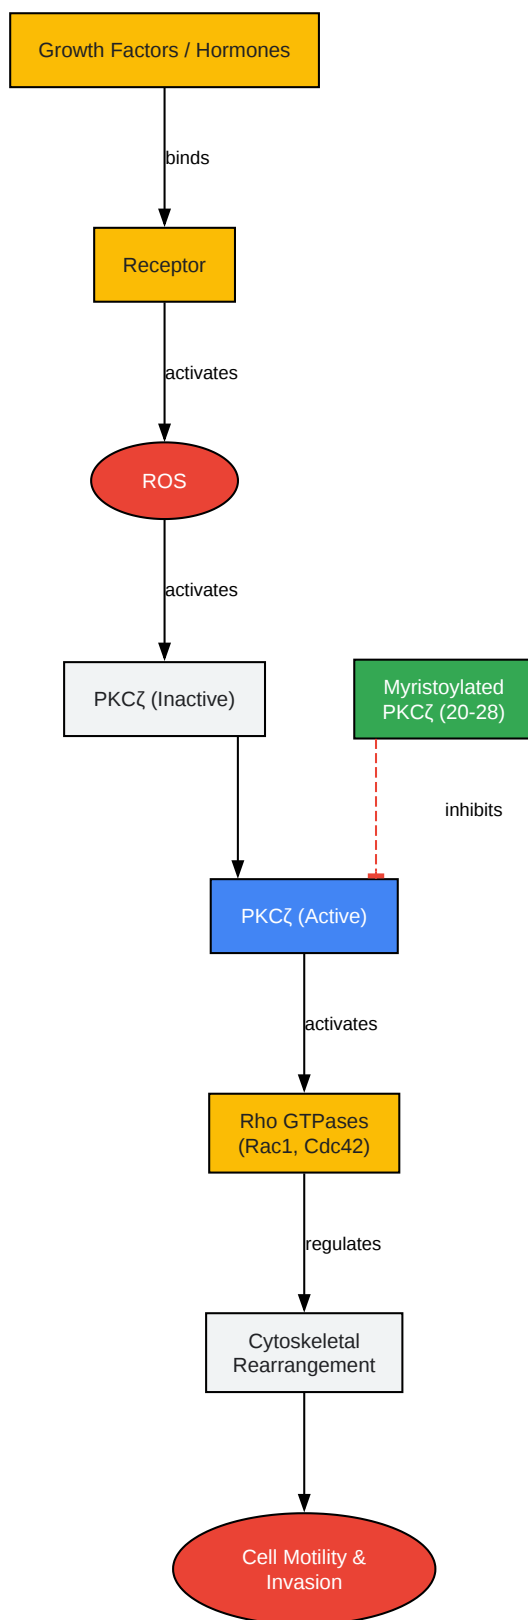 Growth Factors / Hormones
binds
Receptor
activates
ROS
activates
PKCζ (Inactive)
Myristoylated
PKCζ (20-28)
inhibits
PKCζ (Active)
activates
Rho GTPases
(Rac1, Cdc42)
regulates
Cytoskeletal
Rearrangement
Cell Motility &
Invasion